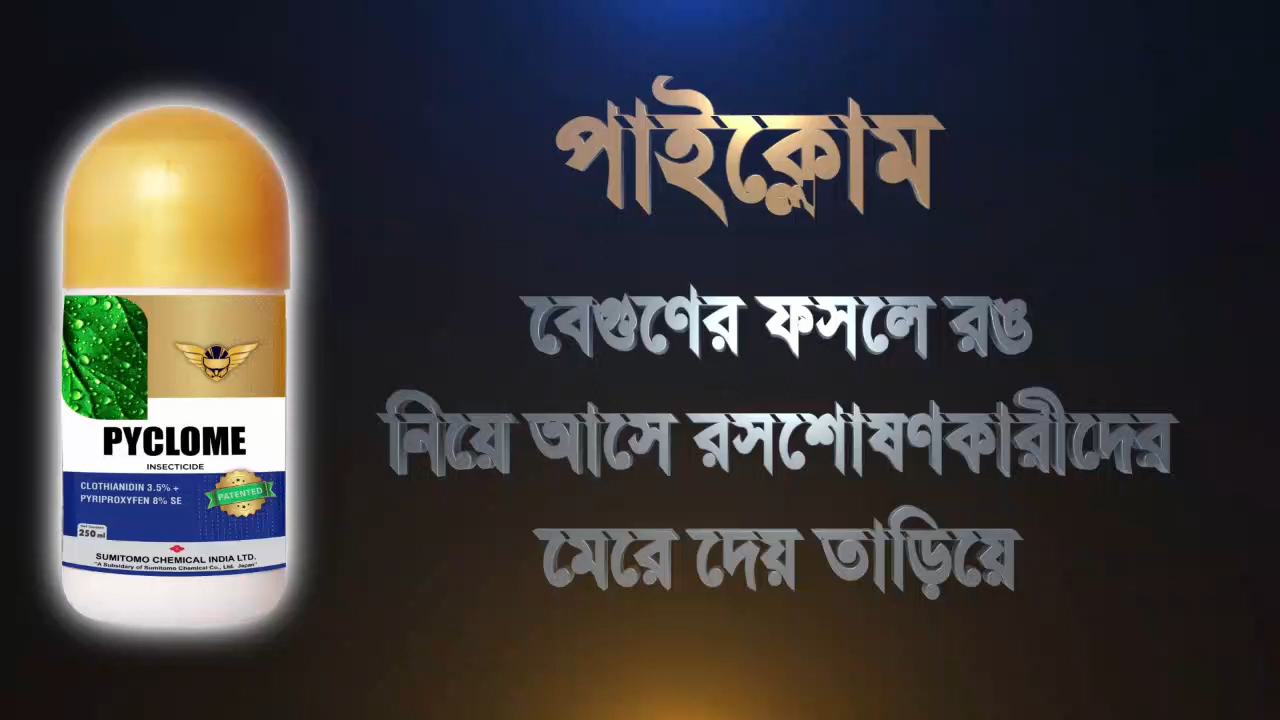 পাইক্লোম
বেগুণের ফসলে রঙ
নিয়ে আসে রসশোষণকারীদের
মেরে দেয় তাড়িয়ে
PYCLOME
INSECTICIDE
CLOTHIANIDIN 3.5% +
PYRIPROXYFEN 8% SE
PATENTED
250 ml
SUMITOMO CHEMICAL INDIA LTD.
"A Subsidary of Sumitomo Chemical Co., Ltd. Japan"